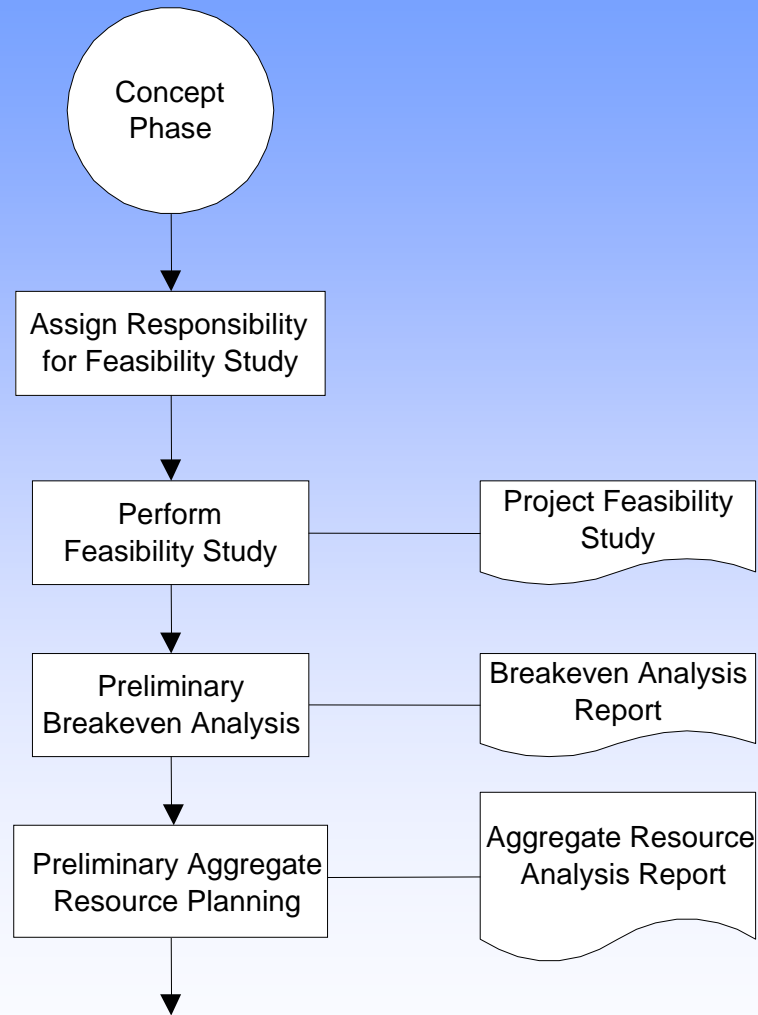 Concept
Phase
Assign Responsibility
for Feasibility Study
Perform
Feasibility Study
Project Feasibility
Study
Preliminary
Breakeven Analysis
Breakeven Analysis
Report
Preliminary Aggregate
Resource Planning
Aggregate Resource
Analysis Report